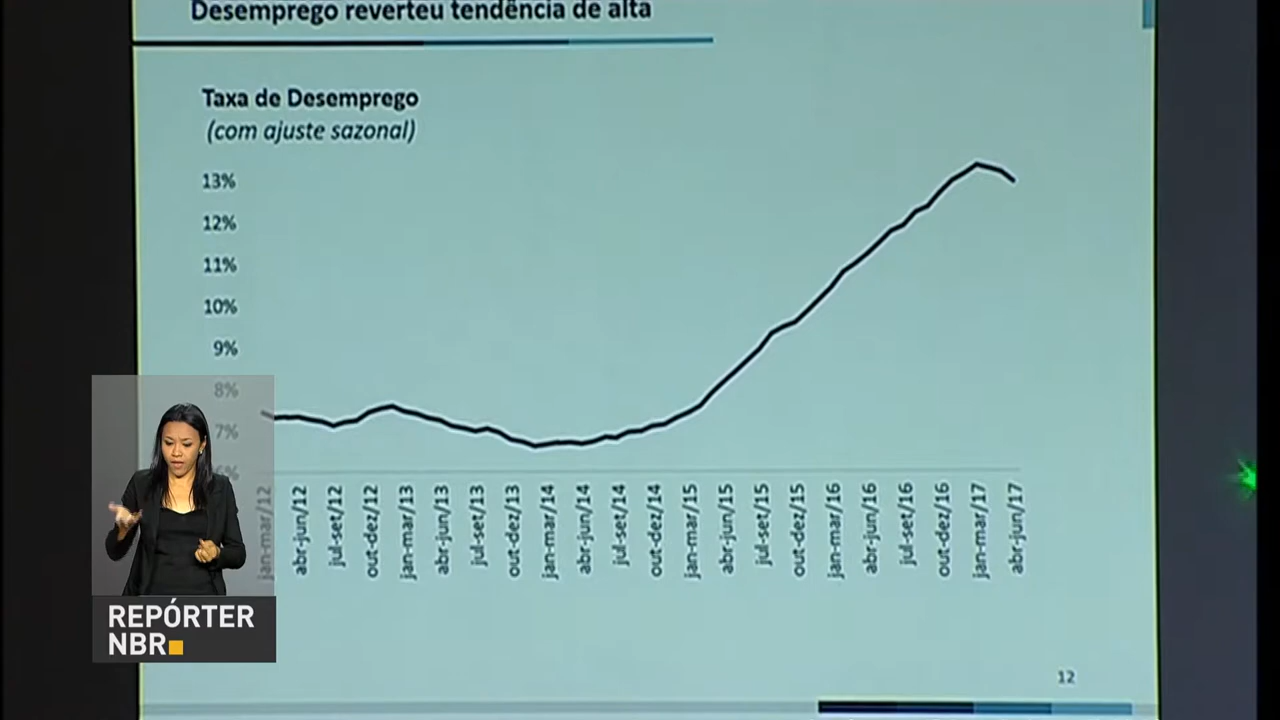 Desemprego reverteu tendência de alta
Taxa de Desemprego
(com ajuste sazonal)
13%
12%
11%
10%
9%
8%
7%
6%
jan-mar/12
abr-jun/12
jul-set/12
out-dez/12
jan-mar/13
abr-jun/13
jul-set/13
out-dez/13
jan-mar/14
abr-jun/14
jul-set/14
out-dez/14
jan-mar/15
abr-jun/15
jul-set/15
out-dez/15
jan-mar/16
abr-jun/16
jul-set/16
out-dez/16
jan-mar/17
abr-jun/17
REPÓRTER
NBR
12